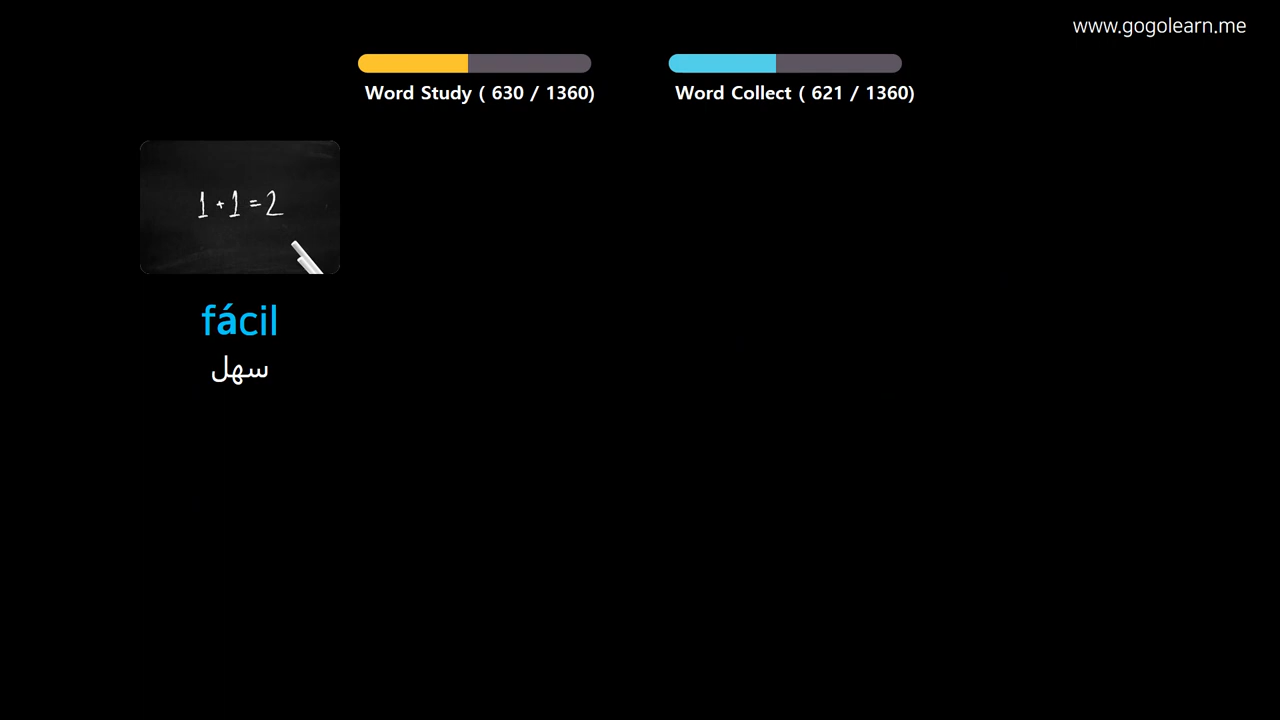 www.gogolearn.me
Word Study ( 630 / 1360)
Word Collect ( 621 / 1360)
1+1=2
fácil
سهل